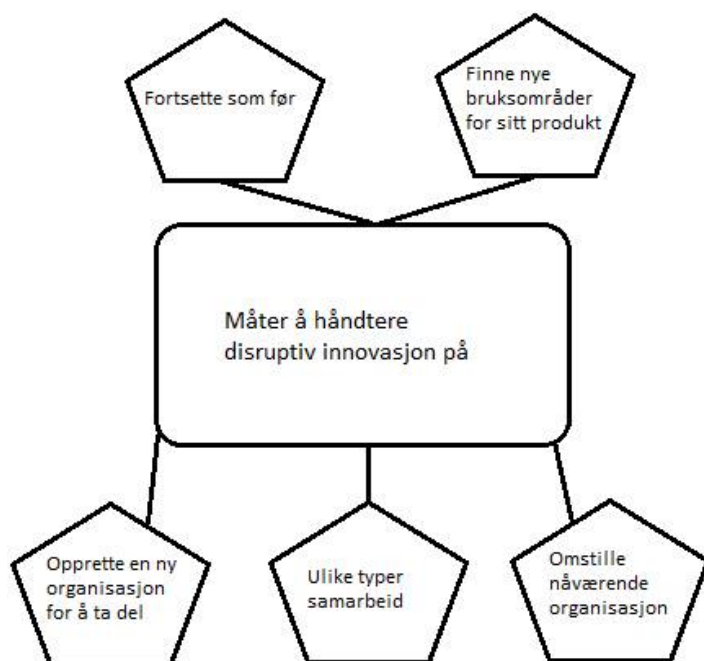 Fortsette som før
Finne nye
bruksområder
for sitt produkt
Måter å håndtere
disruptiv innovasjon på
Opprette en ny
organisasjon
for å ta del
Ulike typer
samarbeid
Omstille
nåværende
organisasjon